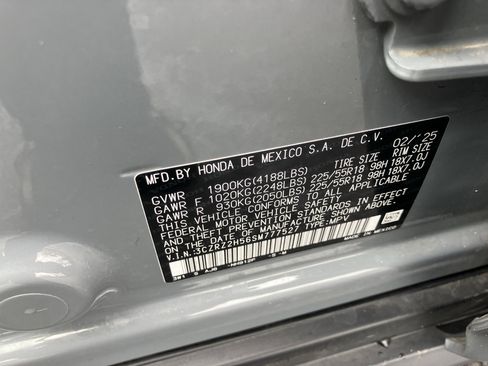 MFD.BY HONDA DE MEXICO S.A. DE C.V. 02/'25
TIRE SIZE RIM SIZE
GVWR 1900KG(4188LBS)
GAWR F 1020KG(2248LBS) 225/55R18 98H 18X7.0J
GAWR R 930KG(2050LBS) 225/55R18 98H 18X7.0J
THIS VEHICLE CONFORMS TO ALL APPLICABLE
FEDERAL MOTOR VEHICLE SAFETY, BUMPER, AND
THEFT PREVENTION STANDARDS IN EFFECT
ON THE DATE OF MANUFACTURE SHOWN ABOVE.
V.I.N.:3CZRZ2H56SM777527 TYPE:MPV
MADE IN MEXICO